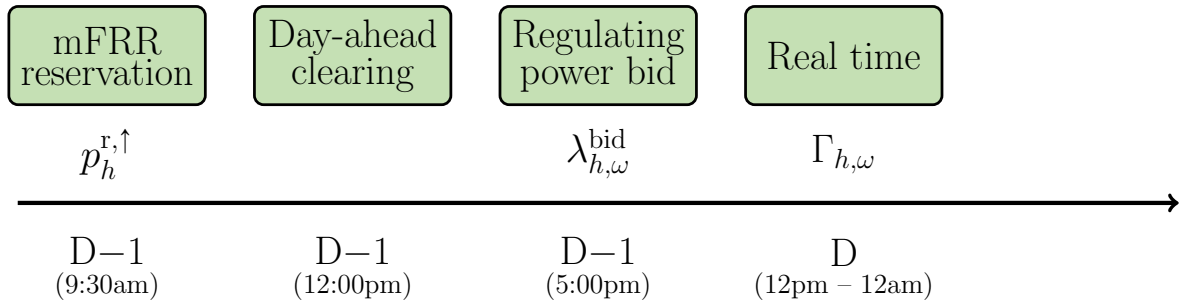 mFRR
reservation
Day-ahead
clearing
Regulating
power bid
Real time
p_h^{r,↑}
λ_{h,ω}^{bid}
Γ_{h,ω}
D−1
(9:30am)
D−1
(12:00pm)
D−1
(5:00pm)
D
(12pm – 12am)